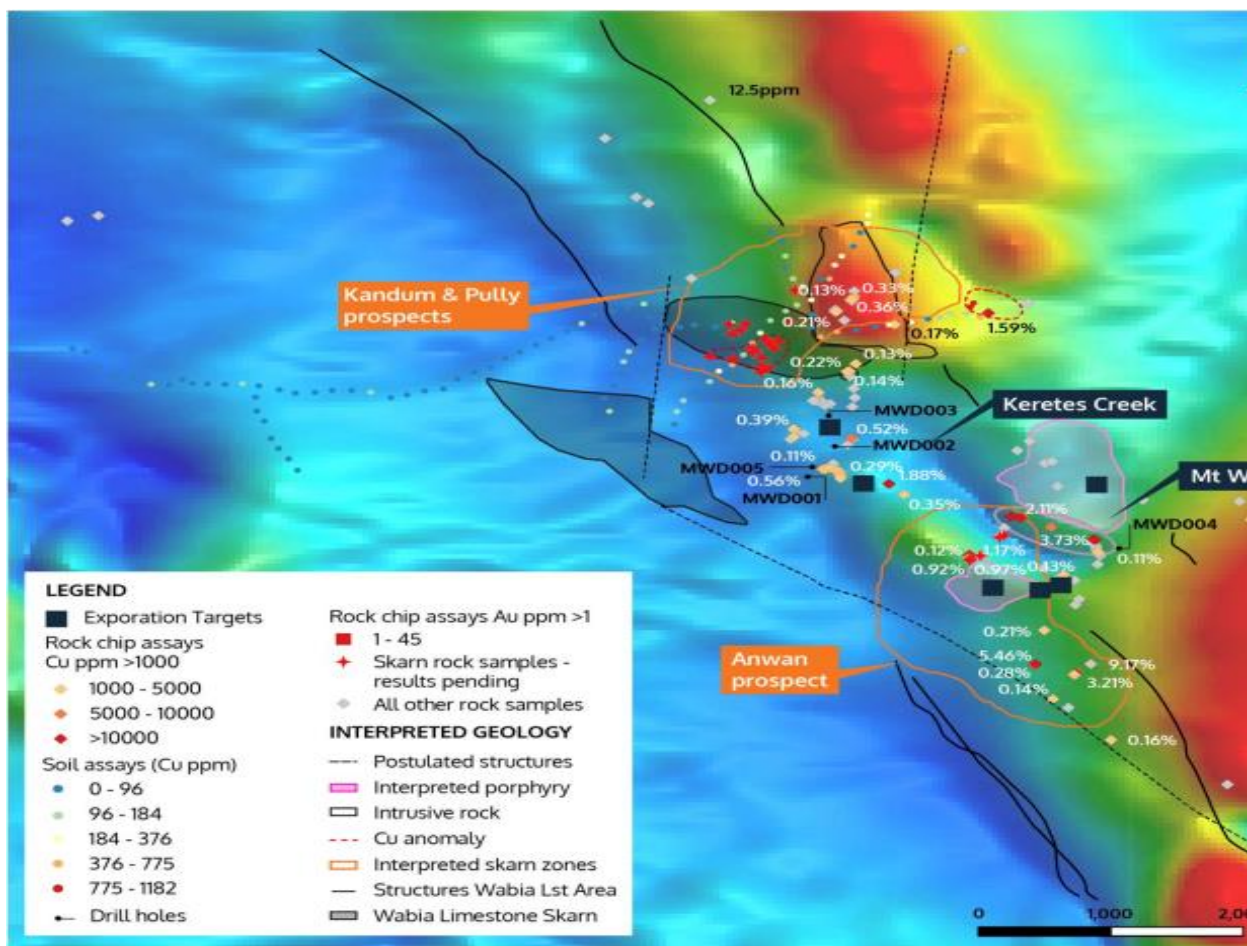 12.5ppm
Kandum & Pully
prospects
0.13%
0.33%
0.36%
0.21%
0.17%
1.59%
0.22%
0.13%
0.16%
0.14%
MWD003
Keretes Creek
0.39%
0.52%
MWD002
0.11%
MWD005
0.29%
1.88%
0.56%
MWD001
0.35%
Mt W
2.11%
MWD004
3.73%
0.12%
1.17%
0.11%
0.92%
0.97%
0.13%
0.21%
Anwan
prospect
5.46%
9.17%
0.28%
3.21%
0.14%
0.16%
LEGEND
Exporation Targets
Rock chip assays
Cu ppm >1000
1000 - 5000
5000 - 10000
>10000
Soil assays (Cu ppm)
0 - 96
96 - 184
184 - 376
376 - 775
775 - 1182
Drill holes
Rock chip assays Au ppm >1
1 - 45
Skarn rock samples -
results pending
All other rock samples
INTERPRETED GEOLOGY
Postulated structures
Interpreted porphyry
Intrusive rock
Cu anomaly
Interpreted skarn zones
Structures Wabia Lst Area
Wabia Limestone Skarn
0 1,000 2,0